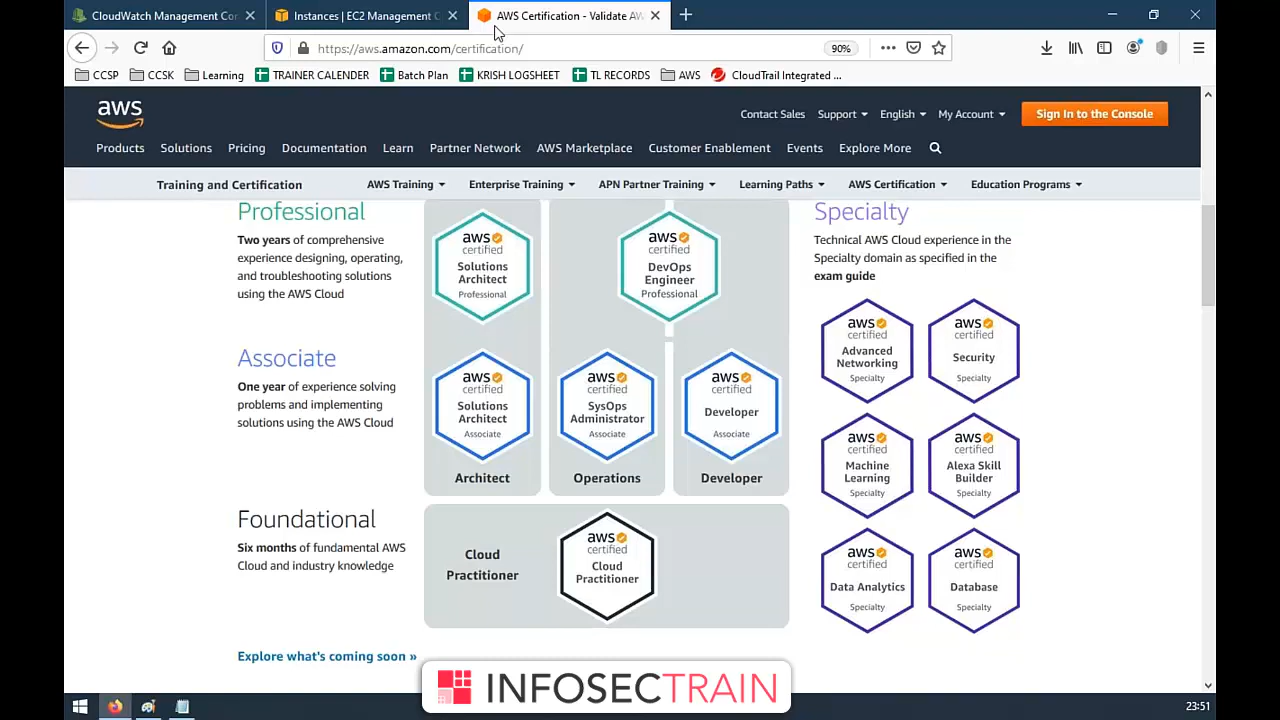 CloudWatch Management Co
Instances | EC2 Management C
AWS Certification - Validate AW
https://aws.amazon.com/certification/
90%
CCSP
CCSK
Learning
TRAINER CALENDER
Batch Plan
KRISH LOGSHEET
TL RECORDS
AWS
CloudTrail Integrated ...
aws
Contact Sales
Support
English
My Account
Sign In to the Console
Products
Solutions
Pricing
Documentation
Learn
Partner Network
AWS Marketplace
Customer Enablement
Events
Explore More
Training and Certification
AWS Training
Enterprise Training
APN Partner Training
Learning Paths
AWS Certification
Education Programs
Professional
Two years of comprehensive
experience designing, operating,
and troubleshooting solutions
using the AWS Cloud
aws
certified
Solutions
Architect
Professional
aws
certified
DevOps
Engineer
Professional
Associate
One year of experience solving
problems and implementing
solutions using the AWS Cloud
aws
certified
Solutions
Architect
Associate
Architect
aws
certified
SysOps
Administrator
Associate
Operations
aws
certified
Developer
Associate
Developer
Foundational
Six months of fundamental AWS
Cloud and industry knowledge
Cloud
Practitioner
aws
certified
Cloud
Practitioner
Specialty
Technical AWS Cloud experience in the
Specialty domain as specified in the
exam guide
aws
certified
Advanced
Networking
Specialty
aws
certified
Security
Specialty
aws
certified
Machine
Learning
Specialty
aws
certified
Alexa Skill
Builder
Specialty
aws
certified
Data Analytics
Specialty
aws
certified
Database
Specialty
Explore what's coming soon »
INFOSECTRAIN
23:51